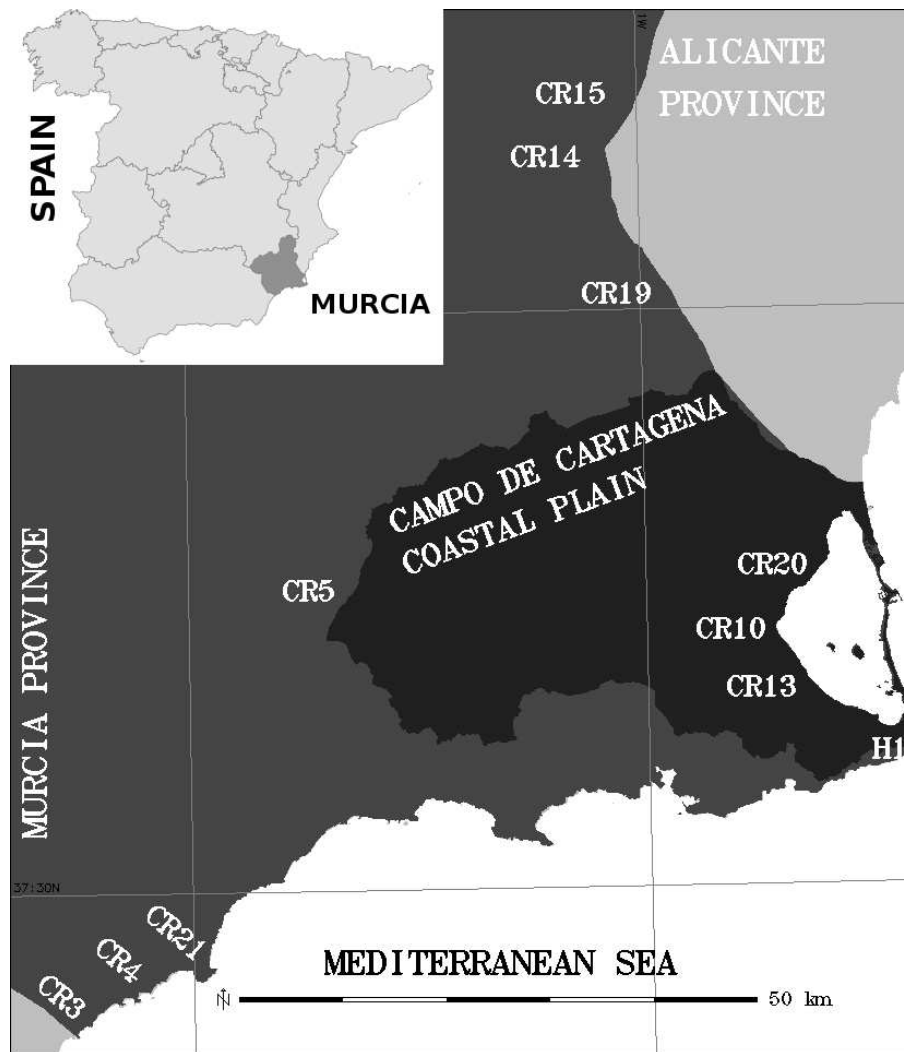 SPAIN
MURCIA
1W
ALICANTE
PROVINCE
CR15
CR14
CR19
CAMPO DE CARTAGENA
COASTAL PLAIN
CR20
CR5
CR10
CR13
H1
MURCIA PROVINCE
37:30N
CR21
CR4
CR3
MEDITERRANEAN SEA
N
50 km